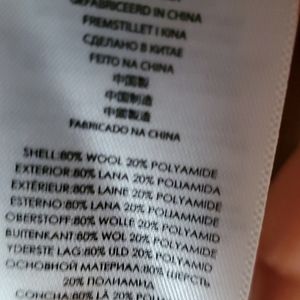 GEFABRICEERD IN CHINA
FREMSTILLET I KINA
СДЕЛАНО В КИТАЕ
FEITO NA CHINA
中国製
中国制造
中國製造
FABRICADO NA CHINA
SHELL:80% WOOL 20% POLYAMIDE
EXTERIOR:80% LANA 20% POLIAMIDA
EXTÉRIEUR:80% LAINE 20% POLYAMIDE
ESTERNO:80% LANA 20% POLIAMMIDE
OBERSTOFF:80% WOLLE 20% POLYAMID
BUITENKANT:80% WOL 20% POLYAMIDE
YDERSTE LAG:80% ULD 20% POLYAMID
ОСНОВНОЙ МАТЕРИАЛ:80% ШЕРСТЬ
20% ПОЛИАМИД
CONCHA:80% LÃ 20%